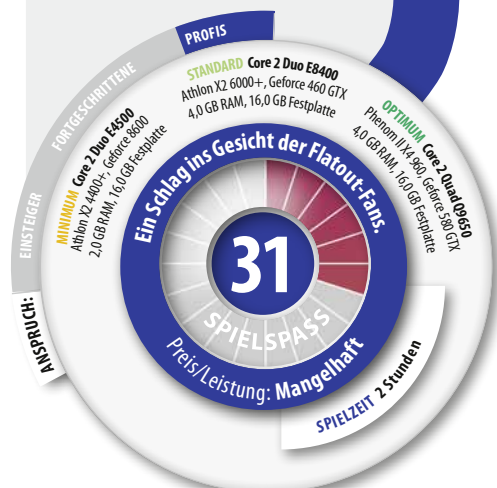 ANSPRUCH:
EINSTEIGER
FORTGESCHRITTENE
PROFIS
MINIMUM Core 2 Duo E4500
Athlon X2 4400+, Geforce 8600
2,0 GB RAM, 16,0 GB Festplatte
STANDARD Core 2 Duo E8400
Athlon X2 6000+, Geforce 460 GTX
4,0 GB RAM, 16,0 GB Festplatte
OPTIMUM Core 2 Quad Q9650
Phenom II X4 960, Geforce 580 GTX
4,0 GB RAM, 16,0 GB Festplatte
Ein Schlag ins Gesicht der Flatout-Fans.
31
SPIELSPASS
Preis/Leistung: Mangelhaft
SPIELZEIT 2 Stunden